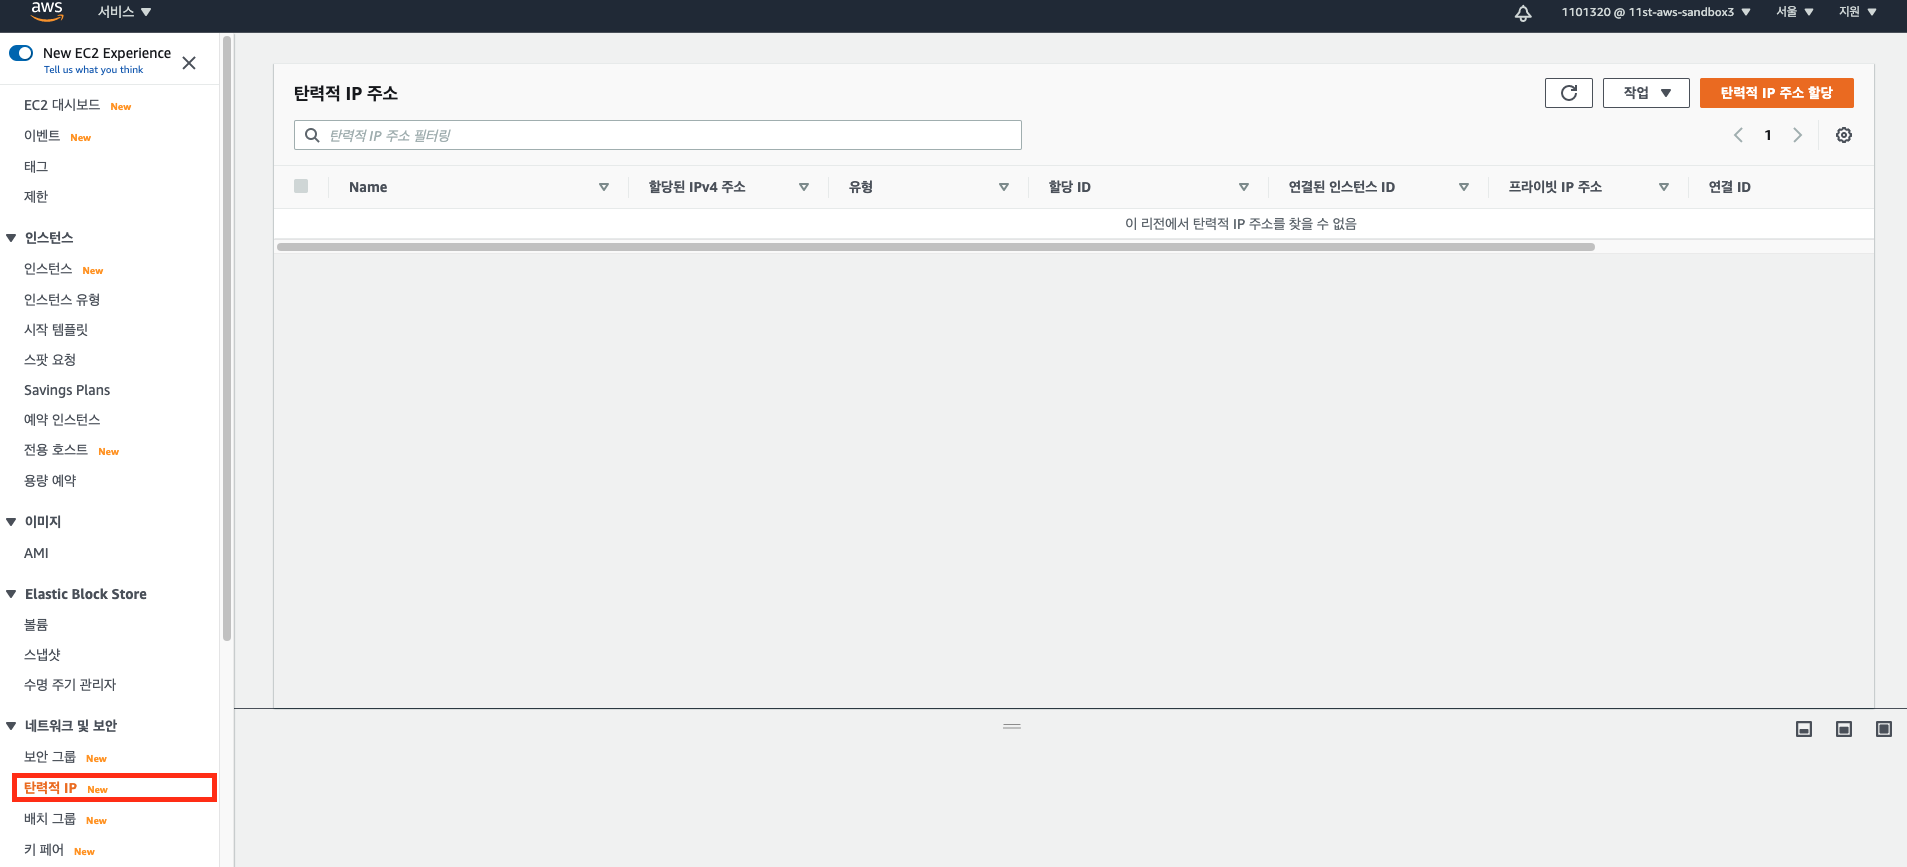 aws
서비스 ▼
1101320 @ 11st-aws-sandbox3 ▼
서울 ▼
지원 ▼
New EC2 Experience
Tell us what you think
EC2 대시보드 New
이벤트 New
태그
제한
인스턴스
인스턴스 New
인스턴스 유형
시작 템플릿
스팟 요청
Savings Plans
예약 인스턴스
전용 호스트 New
용량 예약
이미지
AMI
Elastic Block Store
볼륨
스냅샷
수명 주기 관리자
네트워크 및 보안
보안 그룹 New
탄력적 IP New
배치 그룹 New
키 페어 New
탄력적 IP 주소
작업 ▼
탄력적 IP 주소 할당
탄력적 IP 주소 필터링
1
Name
할당된 IPv4 주소
유형
할당 ID
연결된 인스턴스 ID
프라이빗 IP 주소
연결 ID
이 리전에서 탄력적 IP 주소를 찾을 수 없음